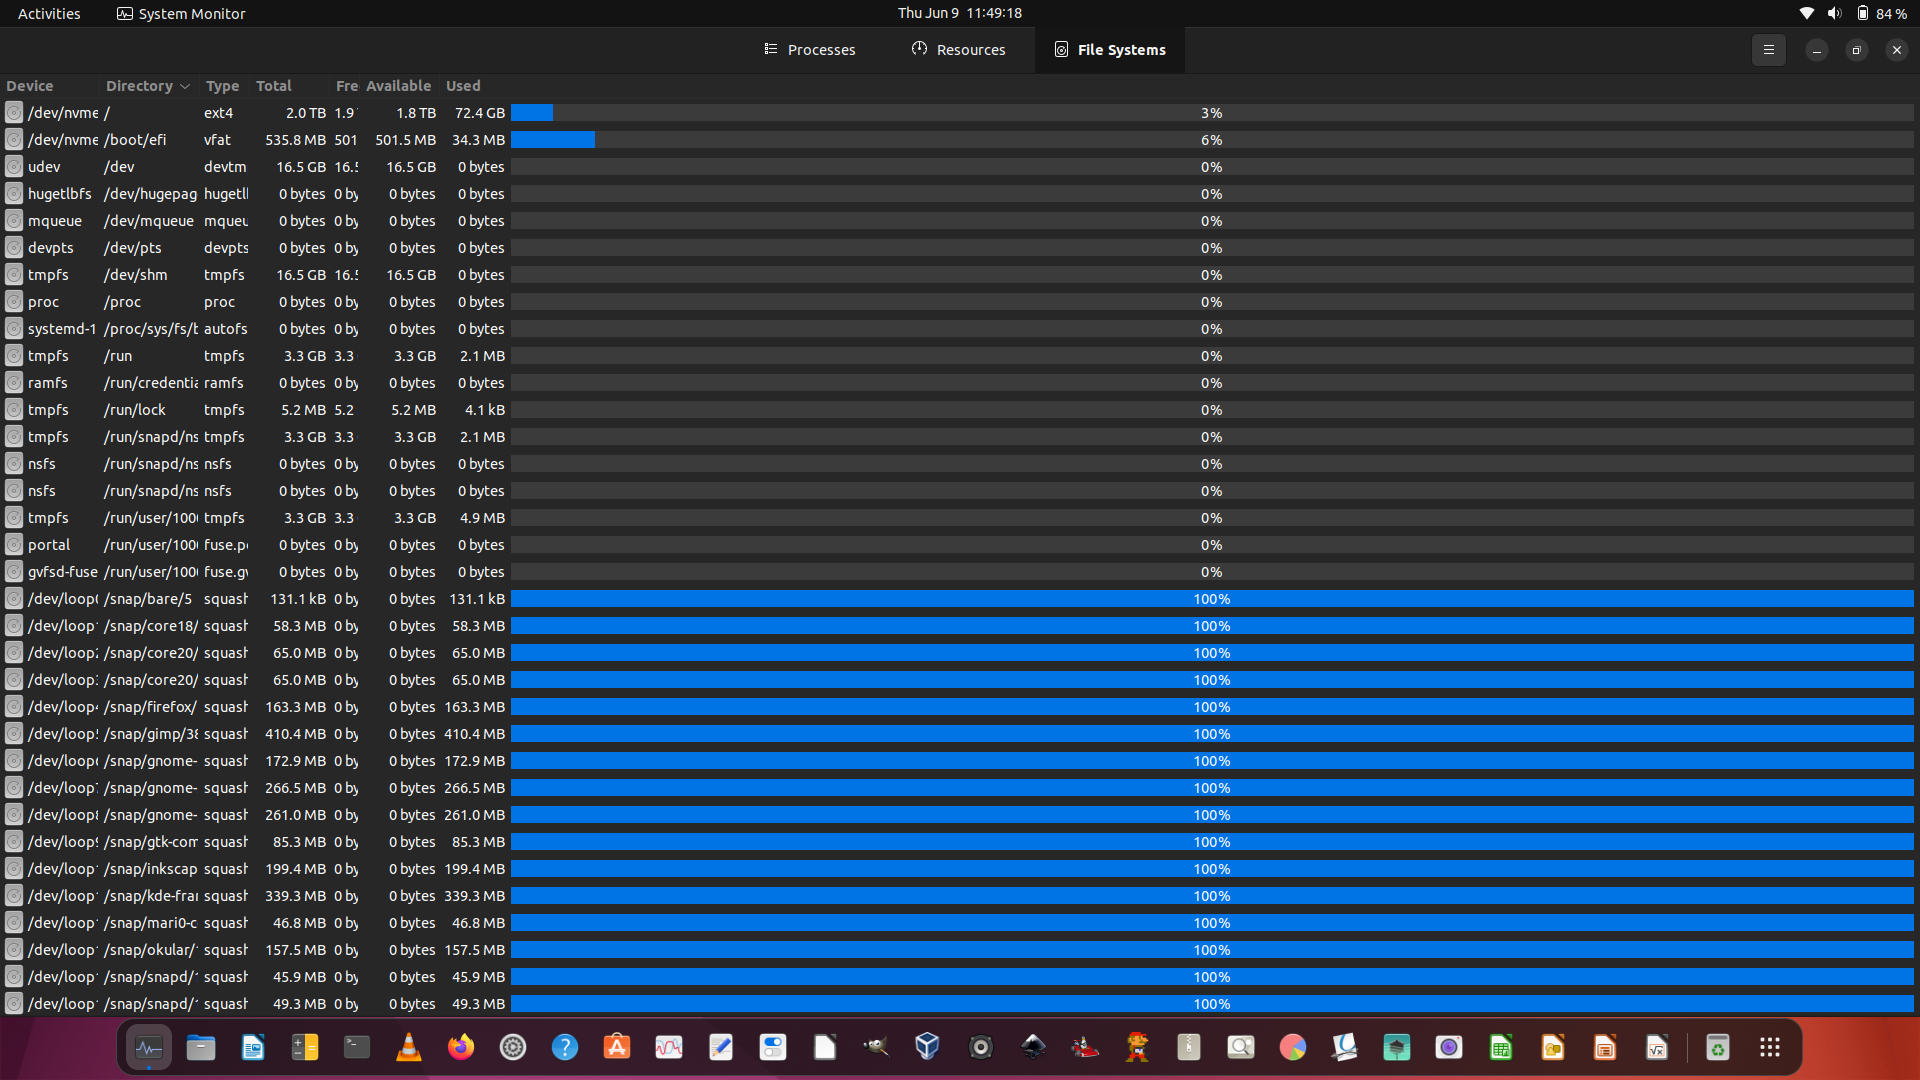 Activities System Monitor Thu Jun 9 11:49:18 84 %
Processes Resources File Systems
Device Directory Type Total Fre Available Used
/dev/nvme / ext4 2.0 TB 1.9 1.8 TB 72.4 GB 3%
/dev/nvme /boot/efi vfat 535.8 MB 501 501.5 MB 34.3 MB 6%
udev /dev devtm 16.5 GB 16.5 16.5 GB 0 bytes 0%
hugetlbfs /dev/hugepag hugetl 0 bytes 0 by 0 bytes 0 bytes 0%
mqueue /dev/mqueue mqueu 0 bytes 0 by 0 bytes 0 bytes 0%
devpts /dev/pts devpts 0 bytes 0 by 0 bytes 0 bytes 0%
tmpfs /dev/shm tmpfs 16.5 GB 16.5 16.5 GB 0 bytes 0%
proc /proc proc 0 bytes 0 by 0 bytes 0 bytes 0%
systemd-1 /proc/sys/fs/b autofs 0 bytes 0 by 0 bytes 0 bytes 0%
tmpfs /run tmpfs 3.3 GB 3.3 3.3 GB 2.1 MB 0%
ramfs /run/credentia ramfs 0 bytes 0 by 0 bytes 0 bytes 0%
tmpfs /run/lock tmpfs 5.2 MB 5.2 5.2 MB 4.1 kB 0%
tmpfs /run/snapd/ns tmpfs 3.3 GB 3.3 3.3 GB 2.1 MB 0%
nsfs /run/snapd/ns nsfs 0 bytes 0 by 0 bytes 0 bytes 0%
nsfs /run/snapd/ns nsfs 0 bytes 0 by 0 bytes 0 bytes 0%
tmpfs /run/user/100 tmpfs 3.3 GB 3.3 3.3 GB 4.9 MB 0%
portal /run/user/100 fuse.p 0 bytes 0 by 0 bytes 0 bytes 0%
gvfsd-fuse /run/user/100 fuse.gv 0 bytes 0 by 0 bytes 0 bytes 0%
/dev/loop0 /snap/bare/5 squash 131.1 kB 0 by 0 bytes 131.1 kB 100%
/dev/loop1 /snap/core18/ squash 58.3 MB 0 by 0 bytes 58.3 MB 100%
/dev/loop2 /snap/core20/ squash 65.0 MB 0 by 0 bytes 65.0 MB 100%
/dev/loop3 /snap/core20/ squash 65.0 MB 0 by 0 bytes 65.0 MB 100%
/dev/loop4 /snap/firefox/ squash 163.3 MB 0 by 0 bytes 163.3 MB 100%
/dev/loop5 /snap/gimp/38 squash 410.4 MB 0 by 0 bytes 410.4 MB 100%
/dev/loop6 /snap/gnome- squash 172.9 MB 0 by 0 bytes 172.9 MB 100%
/dev/loop7 /snap/gnome- squash 266.5 MB 0 by 0 bytes 266.5 MB 100%
/dev/loop8 /snap/gnome- squash 261.0 MB 0 by 0 bytes 261.0 MB 100%
/dev/loop9 /snap/gtk-com squash 85.3 MB 0 by 0 bytes 85.3 MB 100%
/dev/loop1 /snap/inkscap squash 199.4 MB 0 by 0 bytes 199.4 MB 100%
/dev/loop1 /snap/kde-fra squash 339.3 MB 0 by 0 bytes 339.3 MB 100%
/dev/loop1 /snap/mari0-c squash 46.8 MB 0 by 0 bytes 46.8 MB 100%
/dev/loop1 /snap/okular/1 squash 157.5 MB 0 by 0 bytes 157.5 MB 100%
/dev/loop1 /snap/snapd/1 squash 45.9 MB 0 by 0 bytes 45.9 MB 100%
/dev/loop1 /snap/snapd/1 squash 49.3 MB 0 by 0 bytes 49.3 MB 100%